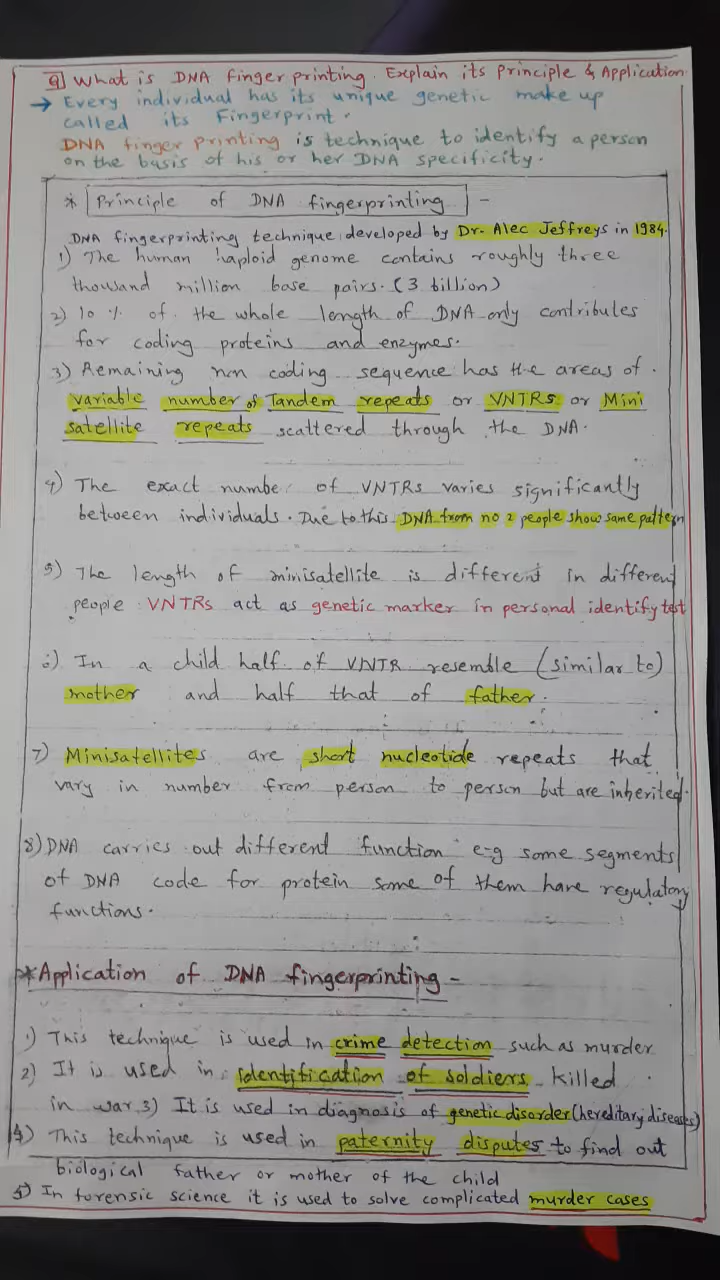 Q] What is DNA finger printing. Explain its Principle & Application
→ Every individual has its unique genetic make up
called its Fingerprint.
DNA finger printing is technique to identify a person
on the basis of his or her DNA specificity.
* Principle of DNA fingerprinting -
DNA fingerprinting technique developed by Dr. Alec Jeffreys in 1984.
1) The human haploid genome contains roughly three
thousand million base pairs. (3 billion)
2) 10 % of the whole length of DNA only contributes
for coding proteins and enzymes.
3) Remaining non coding sequence has the areas of
variable number of Tandem repeats or VNTRs or Mini
satellite repeats scattered through the DNA.
4) The exact number of VNTRs varies significantly
between individuals. Due to this DNA from no 2 people show same pattern
5) The length of minisatellite is different in different
people VNTRs act as genetic marker in personal identify test
6) In a child half of VNTR resemble (similar to)
mother and half that of father.
7) Minisatellites are short nucleotide repeats that
vary in number from person to person but are inherited.
8) DNA carries out different function e-g some segments
of DNA code for protein some of them have regulatory
functions.
* Application of DNA fingerprinting -
1) This technique is used in crime detection such as murder
2) It is used in identification of soldiers killed
in war 3) It is used in diagnosis of genetic disorder (hereditary diseases)
4) This technique is used in paternity disputes to find out
biological father or mother of the child
5) In forensic science it is used to solve complicated murder cases